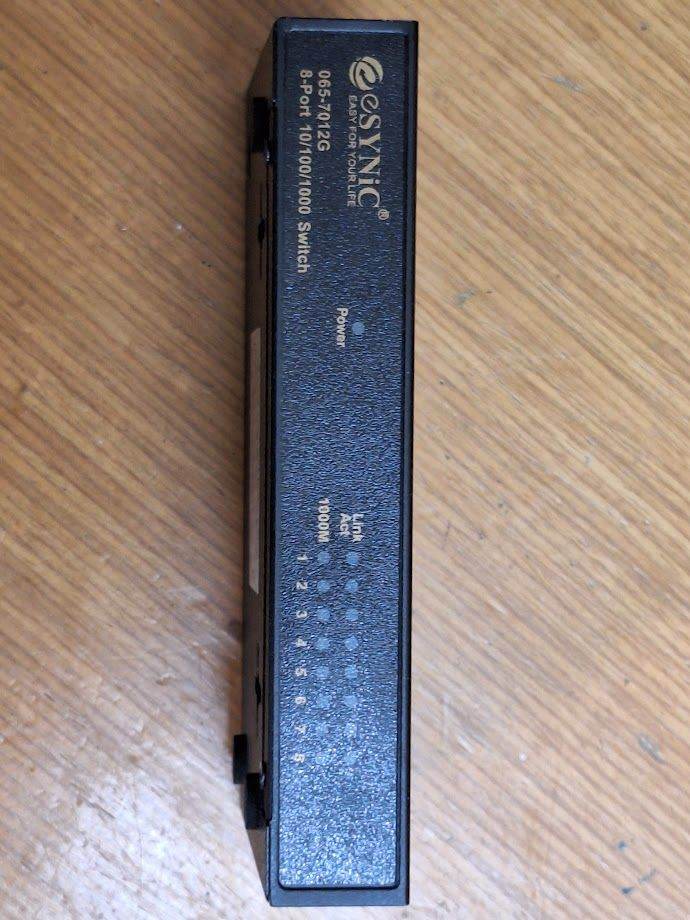 eSYNiC®
EASY FOR YOUR LIFE
065-7012G
8-Port 10/100/1000 Switch
Power
Link
Act
1000M
1 2 3 4 5 6 7 8